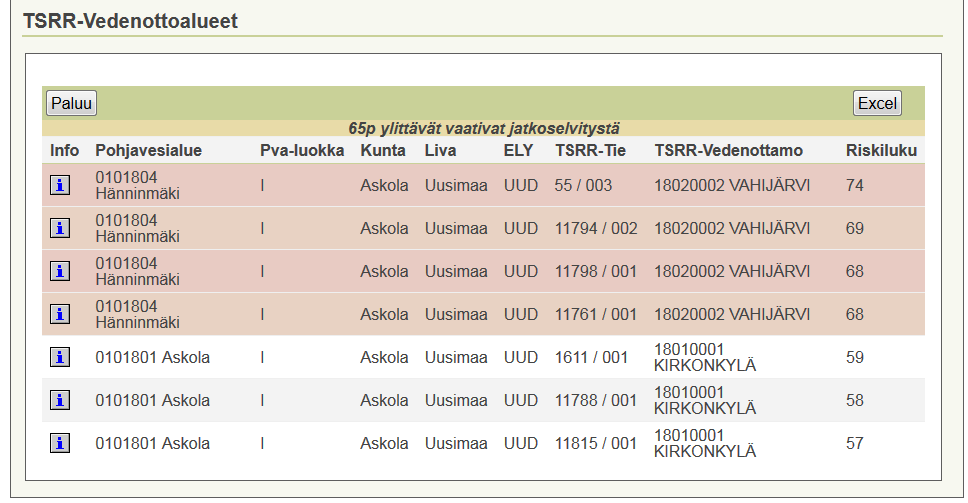 TSRR-Vedenottoalueet
Paluu Excel
65p ylittävät vaativat jatkoselvitystä
Info Pohjavesialue Pva-luokka Kunta Liva ELY TSRR-Tie TSRR-Vedenottamo Riskiluku
i 0101804 Hänninmäki I Askola Uusimaa UUD 55 / 003 18020002 VAHIJÄRVI 74
i 0101804 Hänninmäki I Askola Uusimaa UUD 11794 / 002 18020002 VAHIJÄRVI 69
i 0101804 Hänninmäki I Askola Uusimaa UUD 11798 / 001 18020002 VAHIJÄRVI 68
i 0101804 Hänninmäki I Askola Uusimaa UUD 11761 / 001 18020002 VAHIJÄRVI 68
i 0101801 Askola I Askola Uusimaa UUD 1611 / 001 18010001 KIRKONKYLÄ 59
i 0101801 Askola I Askola Uusimaa UUD 11788 / 001 18010001 KIRKONKYLÄ 58
i 0101801 Askola I Askola Uusimaa UUD 11815 / 001 18010001 KIRKONKYLÄ 57